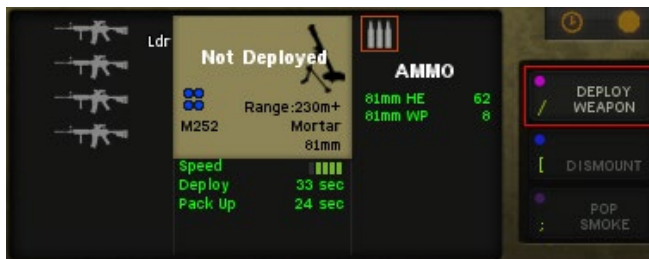 Ldr
Not Deployed
Range:230m+
M252 Mortar
81mm
Speed
Deploy 33 sec
Pack Up 24 sec
AMMO
81mm HE 62
81mm WP 8
/ DEPLOY
WEAPON
[ DISMOUNT
; POP
SMOKE